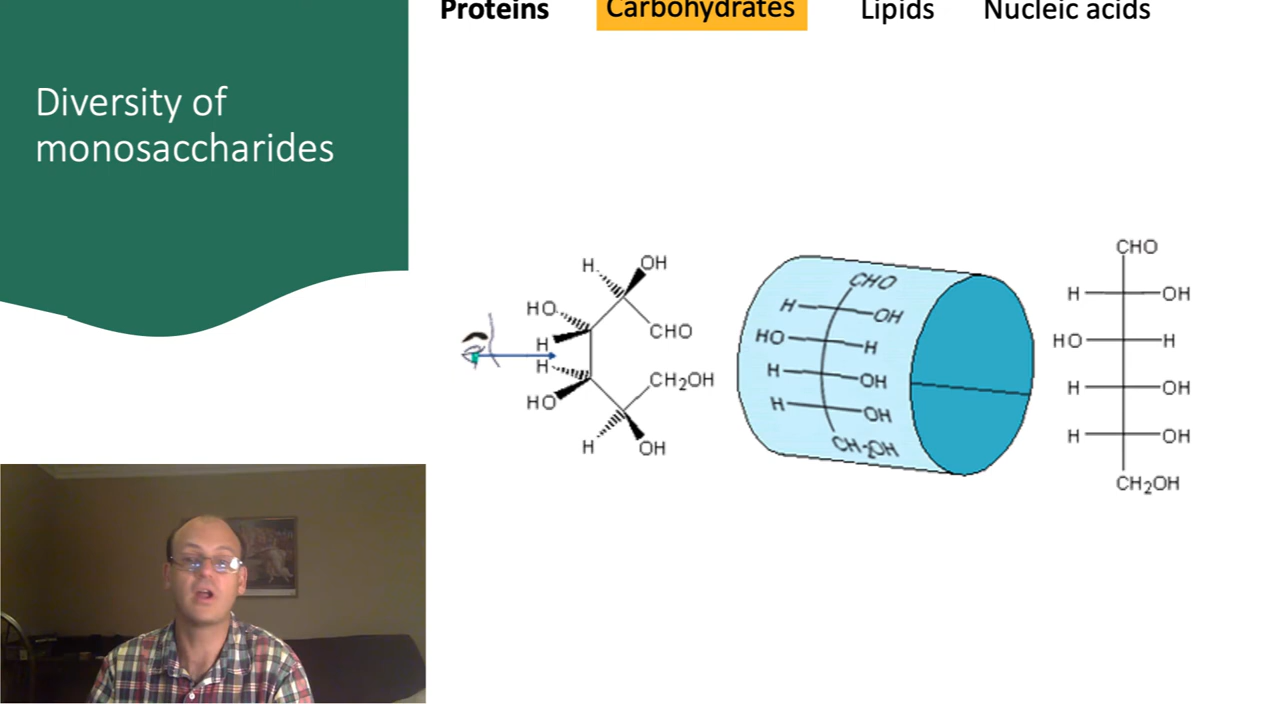 Proteins Carbohydrates Lipids Nucleic acids
Diversity of
monosaccharides
H OH
HO
H CHO
H CH₂OH
HO
H OH
CHO
H OH
HO H
H OH
H OH
CH₂OH
CHO
H OH
HO H
H OH
H OH
CH₂OH